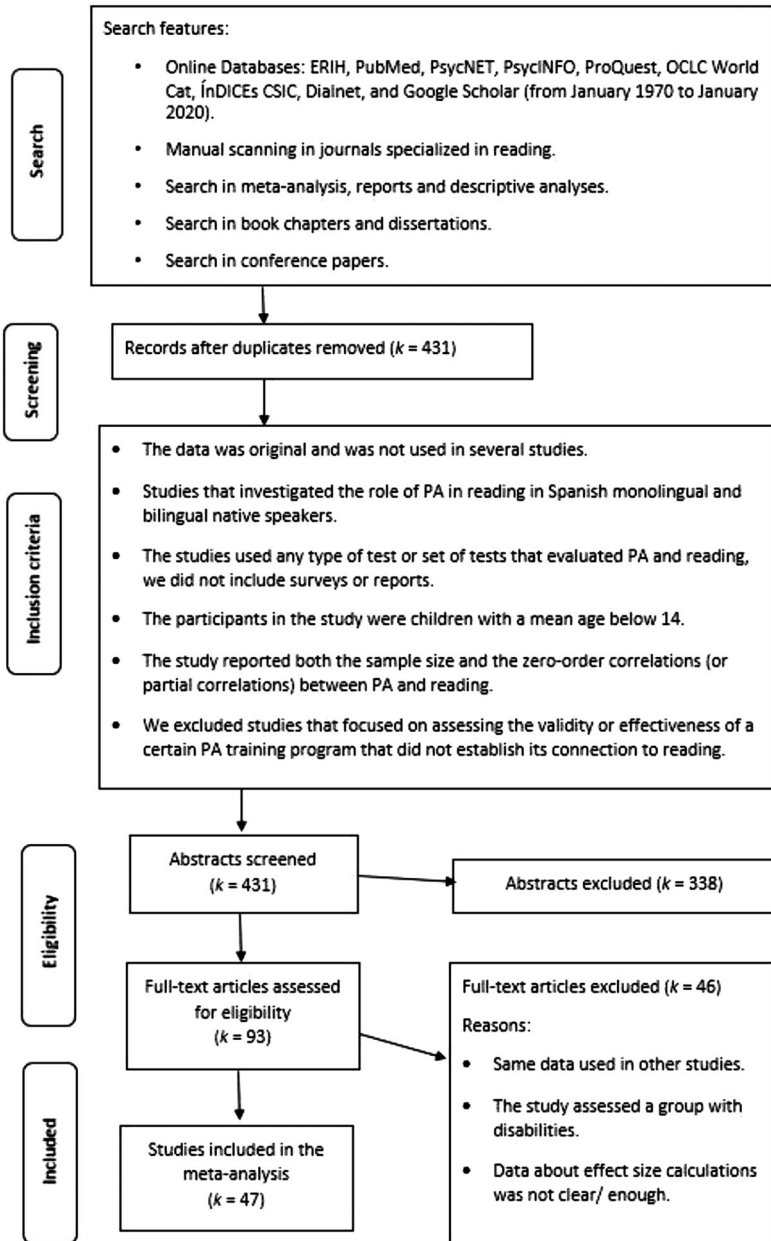 Search
Search features:
• Online Databases: ERIH, PubMed, PsycNET, PsycINFO, ProQuest, OCLC World
Cat, ÍnDICEs CSIC, Dialnet, and Google Scholar (from January 1970 to January
2020).
• Manual scanning in journals specialized in reading.
• Search in meta-analysis, reports and descriptive analyses.
• Search in book chapters and dissertations.
• Search in conference papers.
Screening
Records after duplicates removed (k = 431)
Inclusion criteria
• The data was original and was not used in several studies.
• Studies that investigated the role of PA in reading in Spanish monolingual and
bilingual native speakers.
• The studies used any type of test or set of tests that evaluated PA and reading,
we did not include surveys or reports.
• The participants in the study were children with a mean age below 14.
• The study reported both the sample size and the zero-order correlations (or
partial correlations) between PA and reading.
• We excluded studies that focused on assessing the validity or effectiveness of a
certain PA training program that did not establish its connection to reading.
Eligibility
Abstracts screened
(k = 431)
Abstracts excluded (k = 338)
Full-text articles assessed
for eligibility
(k = 93)
Full-text articles excluded (k = 46)
Reasons:
• Same data used in other studies.
• The study assessed a group with
disabilities.
• Data about effect size calculations
was not clear/ enough.
Included
Studies included in the
meta-analysis
(k = 47)